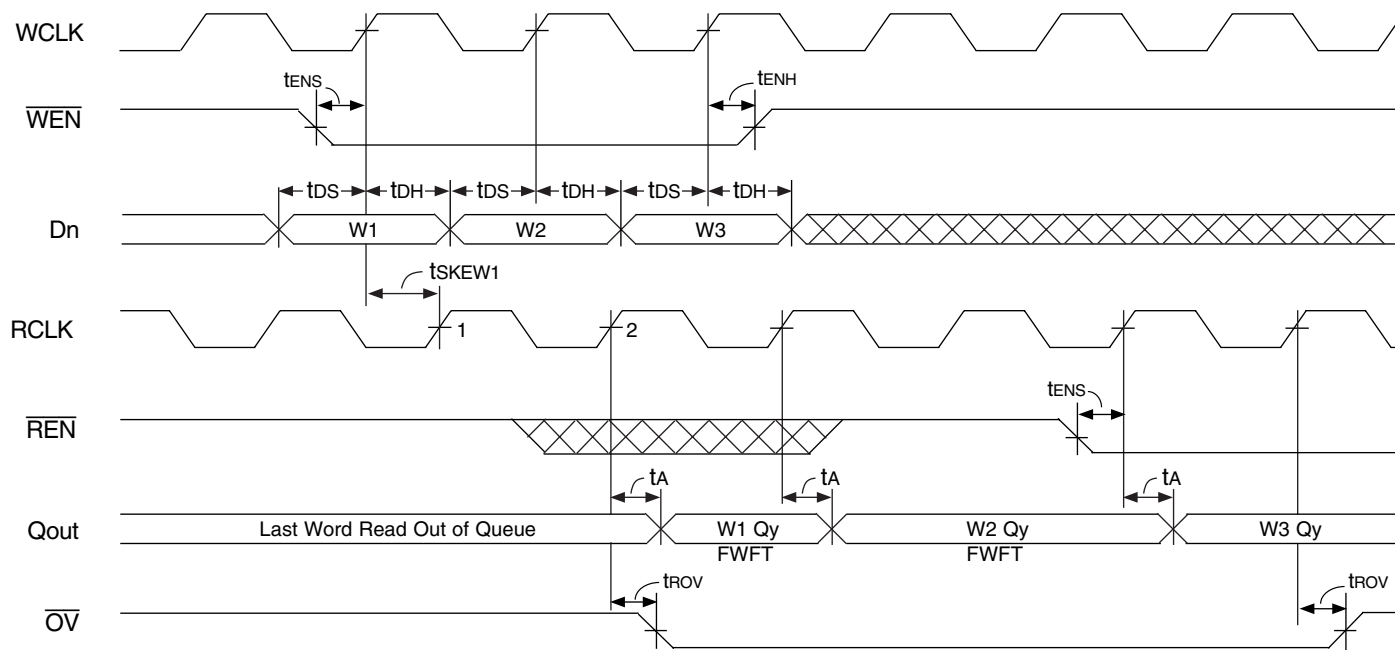 WCLK
tENS
tENH
WEN
tDS tDH tDS tDH tDS tDH
Dn W1 W2 W3
tSKEW1
RCLK 1 2
tENS
REN
tA tA tA
Qout Last Word Read Out of Queue W1 Qy W2 Qy W3 Qy
FWFT FWFT
tROV tROV
OV